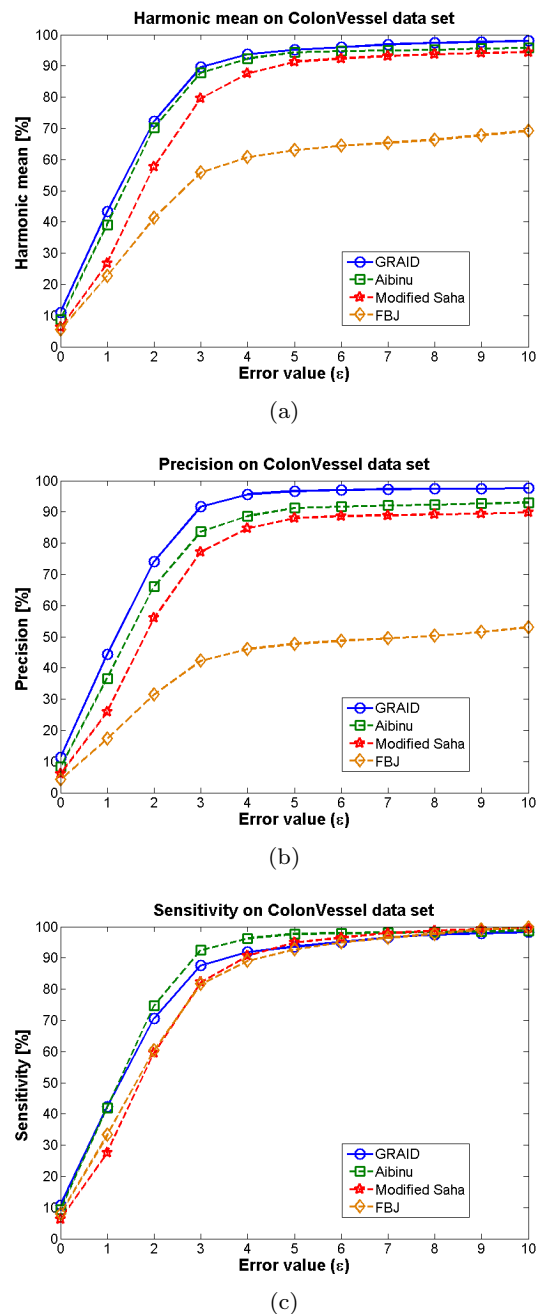 Harmonic mean on ColonVessel data set
100
90
80
70
60
50
40
30
20
10
0
Harmonic mean [%]
GRAID
Aibinu
Modified Saha
FBJ
0 1 2 3 4 5 6 7 8 9 10
Error value (ε)
(a)
Precision on ColonVessel data set
100
90
80
70
60
50
40
30
20
10
0
Precision [%]
GRAID
Aibinu
Modified Saha
FBJ
0 1 2 3 4 5 6 7 8 9 10
Error value (ε)
(b)
Sensitivity on ColonVessel data set
100
90
80
70
60
50
40
30
20
10
0
Sensitivity [%]
GRAID
Aibinu
Modified Saha
FBJ
0 1 2 3 4 5 6 7 8 9 10
Error value (ε)
(c)